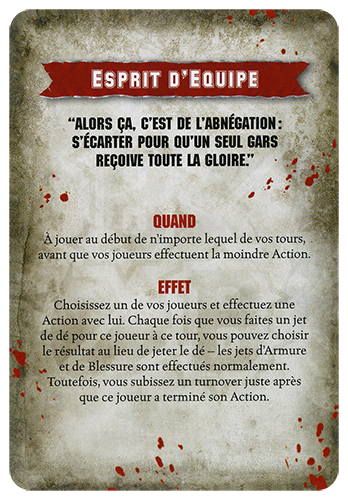 ESPRIT D'EQUIPE
"ALORS ÇA, C'EST DE L'ABNÉGATION :
S'ÉCARTER POUR QU'UN SEUL GARS
REÇOIVE TOUTE LA GLOIRE."
QUAND
À jouer au début de n'importe lequel de vos tours,
avant que vos joueurs effectuent la moindre Action.
EFFET
Choisissez un de vos joueurs et effectuez une
Action avec lui. Chaque fois que vous faites un jet
de dé pour ce joueur à ce tour, vous pouvez choisir
le résultat au lieu de jeter le dé – les jets d'Armure
et de Blessure sont effectués normalement.
Toutefois, vous subissez un turnover juste après
que ce joueur a terminé son Action.